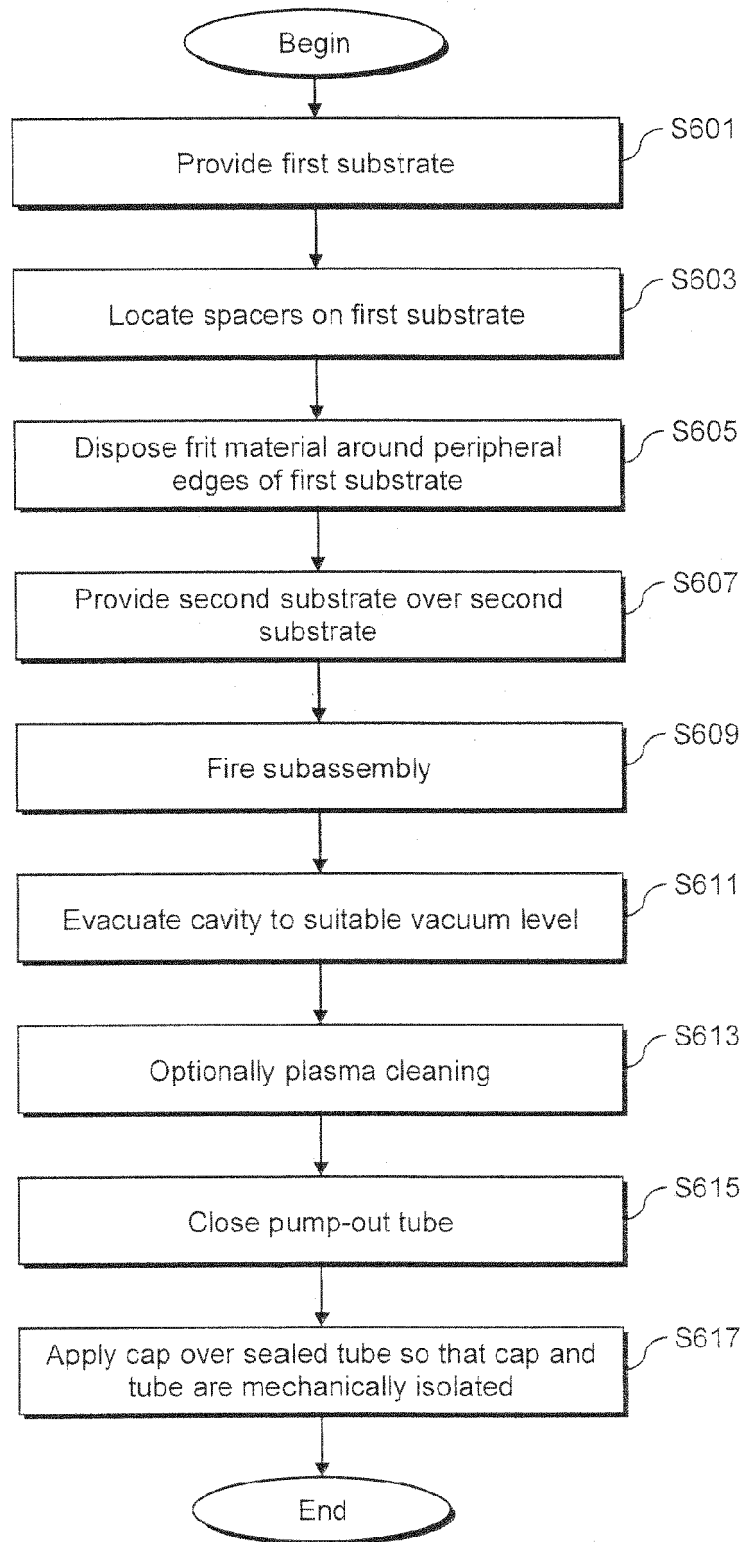 Begin
S601
Provide first substrate
S603
Locate spacers on first substrate
S605
Dispose frit material around peripheral
edges of first substrate
S607
Provide second substrate over second
substrate
S609
Fire subassembly
S611
Evacuate cavity to suitable vacuum level
S613
Optionally plasma cleaning
S615
Close pump-out tube
S617
Apply cap over sealed tube so that cap and
tube are mechanically isolated
End